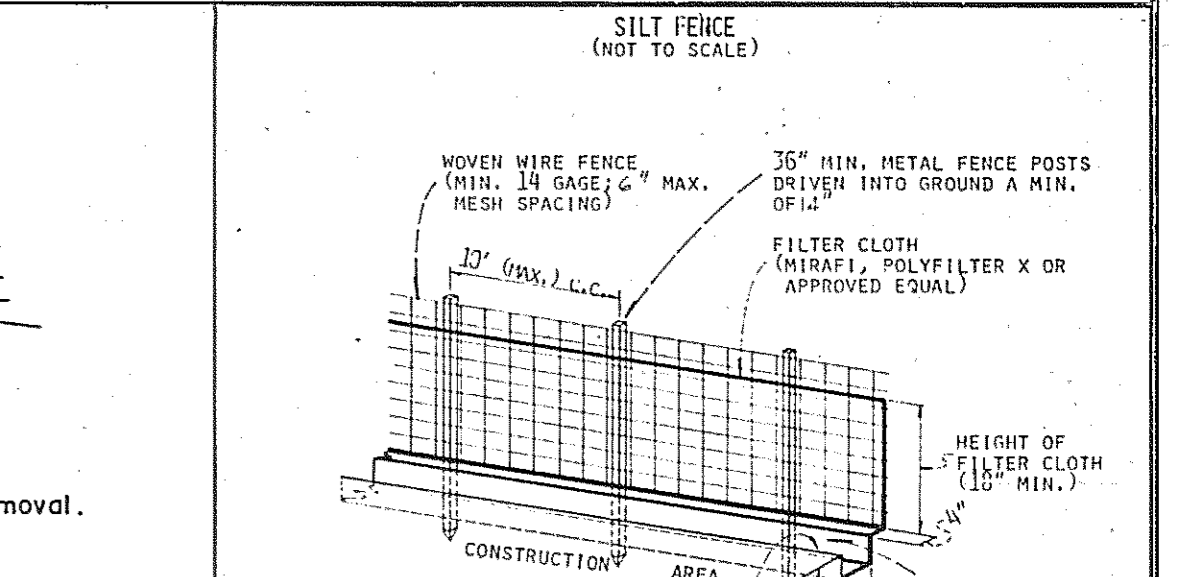 SILT FENCE
(NOT TO SCALE)
WOVEN WIRE FENCE
(MIN. 14 GAGE; 6" MAX.
MESH SPACING)
36" MIN. METAL FENCE POSTS
DRIVEN INTO GROUND A MIN.
OF 14"
FILTER CLOTH
(MIRAFI, POLYFILTER X OR
APPROVED EQUAL)
10' (MAX.) C.C.
HEIGHT OF
FILTER CLOTH
(18" MIN.)
4"
moval.
CONSTRUCTION AREA